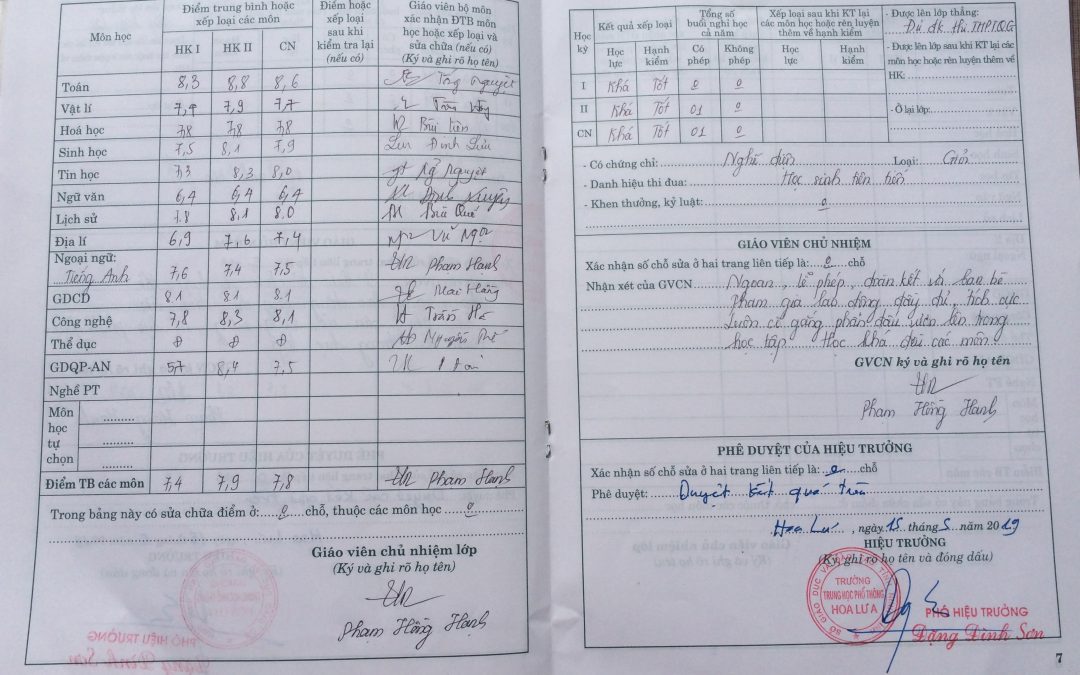 Môn học
Điểm trung bình hoặc
xếp loại các môn
HK I HK II CN
Điểm hoặc
xếp loại
sau khi
kiểm tra lại
(nếu có)
Giáo viên bộ môn
xác nhận ĐTB môn
học hoặc xếp loại và
sửa chữa (nếu có)
(Ký và ghi rõ họ tên)
Toán 8,3 8,8 8,6 Tống Nguyệt
Vật lí 7,4 7,9 7,7
Hoá học 7,8 7,8 7,8 Bùi
Sinh học 7,5 8,1 7,9 Đinh Lưu
Tin học 7,3 8,3 8,0 Nguyệt
Ngữ văn 6,4 6,4 6,4 Đinh
Lịch sử 7.8 8,1 8.0 Bùi Quế
Địa lí 6,9 7,6 7,4 Vũ Ngọc
Ngoại ngữ:
Tiếng Anh 7,6 7,4 7,5 Phạm Hạnh
GDCD 8.1 8.1 8.1 Mai Hằng
Công nghệ 7,8 8,3 8,1 Trần Hà
Thể dục Đ Đ Đ Nguyễn
GDQP-AN 5,7 8,4 7,5
Nghề PT
Môn
học
tự
chọn
Điểm TB các môn 7,4 7,9 7,8 Phạm Hạnh
Trong bảng này có sửa chữa điểm ở: 0 chỗ, thuộc các môn học 0
Giáo viên chủ nhiệm lớp
(Ký và ghi rõ họ tên)
Phạm Hồng Hạnh
PHÓ HIỆU TRƯỞNG
Đặng Đình Sơn
Học
kỳ
Kết quả xếp loại
Học
lực
Hạnh
kiểm
Tổng số
buổi nghỉ học
cả năm
Có
phép
Không
phép
Xếp loại sau khi KT lại
các môn học hoặc rèn luyện
thêm về hạnh kiểm
Học
lực
Hạnh
kiểm
I Khá Tốt 0 0
II Khá Tốt 01 0
CN Khá Tốt 01 0
- Được lên lớp thẳng:
Đủ đk thi THPTQG
- Được lên lớp sau khi KT lại các
môn học hoặc rèn luyện thêm về
HK:
- Ở lại lớp:
- Có chứng chỉ: Nghề điện Loại: Giỏi
- Danh hiệu thi đua: Học sinh tiên tiến
- Khen thưởng, kỷ luật: 0
GIÁO VIÊN CHỦ NHIỆM
Xác nhận số chỗ sửa ở hai trang liên tiếp là: 0 chỗ
Nhận xét của GVCN Ngoan, lễ phép, đoàn kết với bạn bè
Tham gia lao động đầy đủ, tích cực
Luôn cố gắng phấn đấu vươn lên trong
học tập Học khá đều các môn.
GVCN ký và ghi rõ họ tên
Phạm Hồng Hạnh
PHÊ DUYỆT CỦA HIỆU TRƯỞNG
Xác nhận số chỗ sửa ở hai trang liên tiếp là: 0 chỗ
Phê duyệt: Duyệt kết quả trên
Hoa Lư, ngày 15 tháng 5 năm 2019
HIỆU TRƯỞNG
(Ký, ghi rõ họ tên và đóng dấu)
TRƯỜNG
TRUNG HỌC PHỔ THÔNG
HOA LƯ A
PHÓ HIỆU TRƯỞNG
Đặng Đình Sơn
7